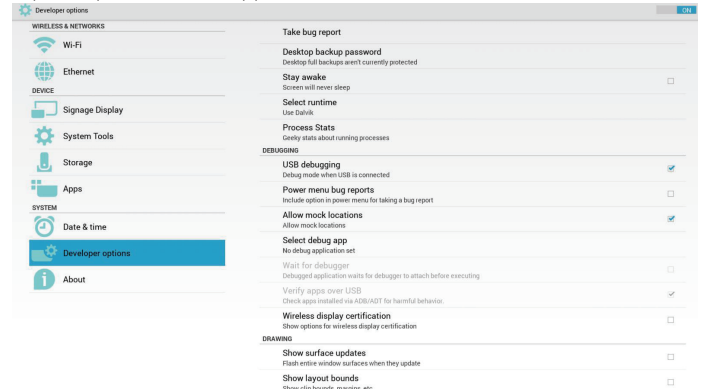 Developer options
ON
WIRELESS & NETWORKS
Wi-Fi
Ethernet
DEVICE
Signage Display
System Tools
Storage
Apps
SYSTEM
Date & time
Developer options
About
Take bug report
Desktop backup password
Desktop full backups aren't currently protected
Stay awake
Screen will never sleep
Select runtime
Use Dalvik
Process Stats
Geeky stats about running processes
DEBUGGING
USB debugging
Debug mode when USB is connected
Power menu bug reports
Include option in power menu for taking a bug report
Allow mock locations
Allow mock locations
Select debug app
No debug application set
Wait for debugger
Debugged application waits for debugger to attach before executing
Verify apps over USB
Check apps installed via ADB/ADT for harmful behavior.
Wireless display certification
Show options for wireless display certification
DRAWING
Show surface updates
Flash entire window surfaces when they update
Show layout bounds
Show clip bounds, margins, etc.